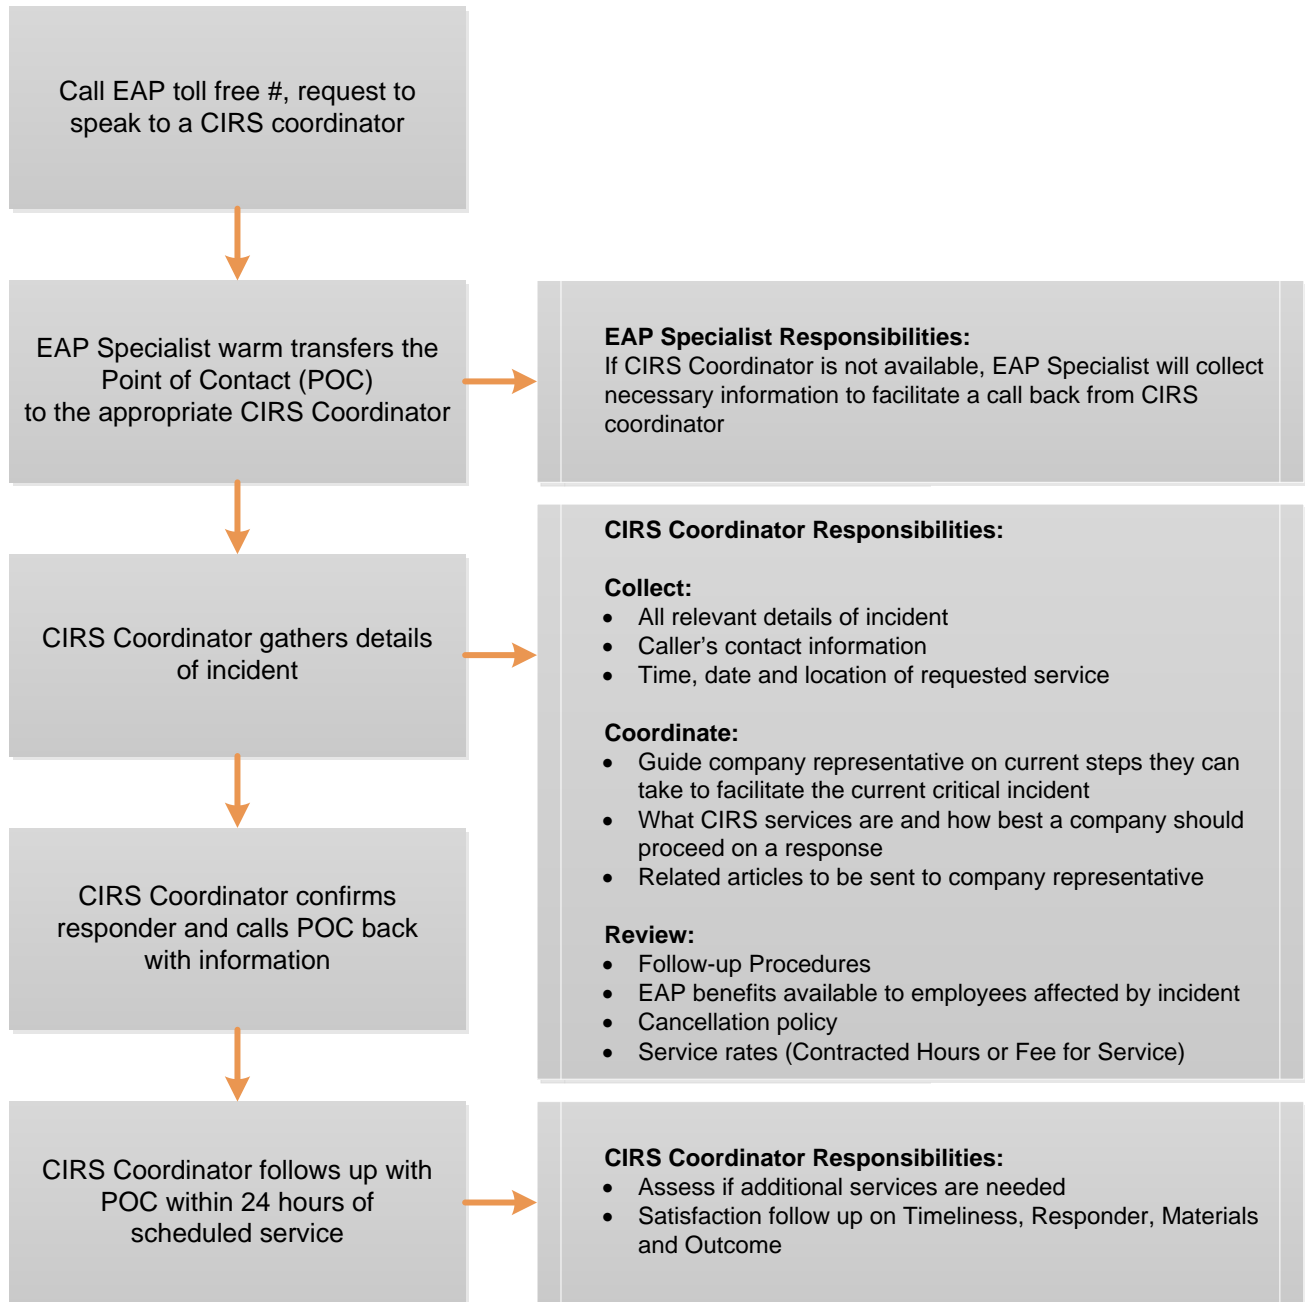 Call EAP toll free #, request to
speak to a CIRS coordinator
EAP Specialist warm transfers the
Point of Contact (POC)
to the appropriate CIRS Coordinator
EAP Specialist Responsibilities:
If CIRS Coordinator is not available, EAP Specialist will collect
necessary information to facilitate a call back from CIRS
coordinator
CIRS Coordinator gathers details
of incident
CIRS Coordinator Responsibilities:
Collect:
• All relevant details of incident
• Caller’s contact information
• Time, date and location of requested service
Coordinate:
• Guide company representative on current steps they can
take to facilitate the current critical incident
• What CIRS services are and how best a company should
proceed on a response
• Related articles to be sent to company representative
Review:
• Follow-up Procedures
• EAP benefits available to employees affected by incident
• Cancellation policy
• Service rates (Contracted Hours or Fee for Service)
CIRS Coordinator confirms
responder and calls POC back
with information
CIRS Coordinator follows up with
POC within 24 hours of
scheduled service
CIRS Coordinator Responsibilities:
• Assess if additional services are needed
• Satisfaction follow up on Timeliness, Responder, Materials
and Outcome